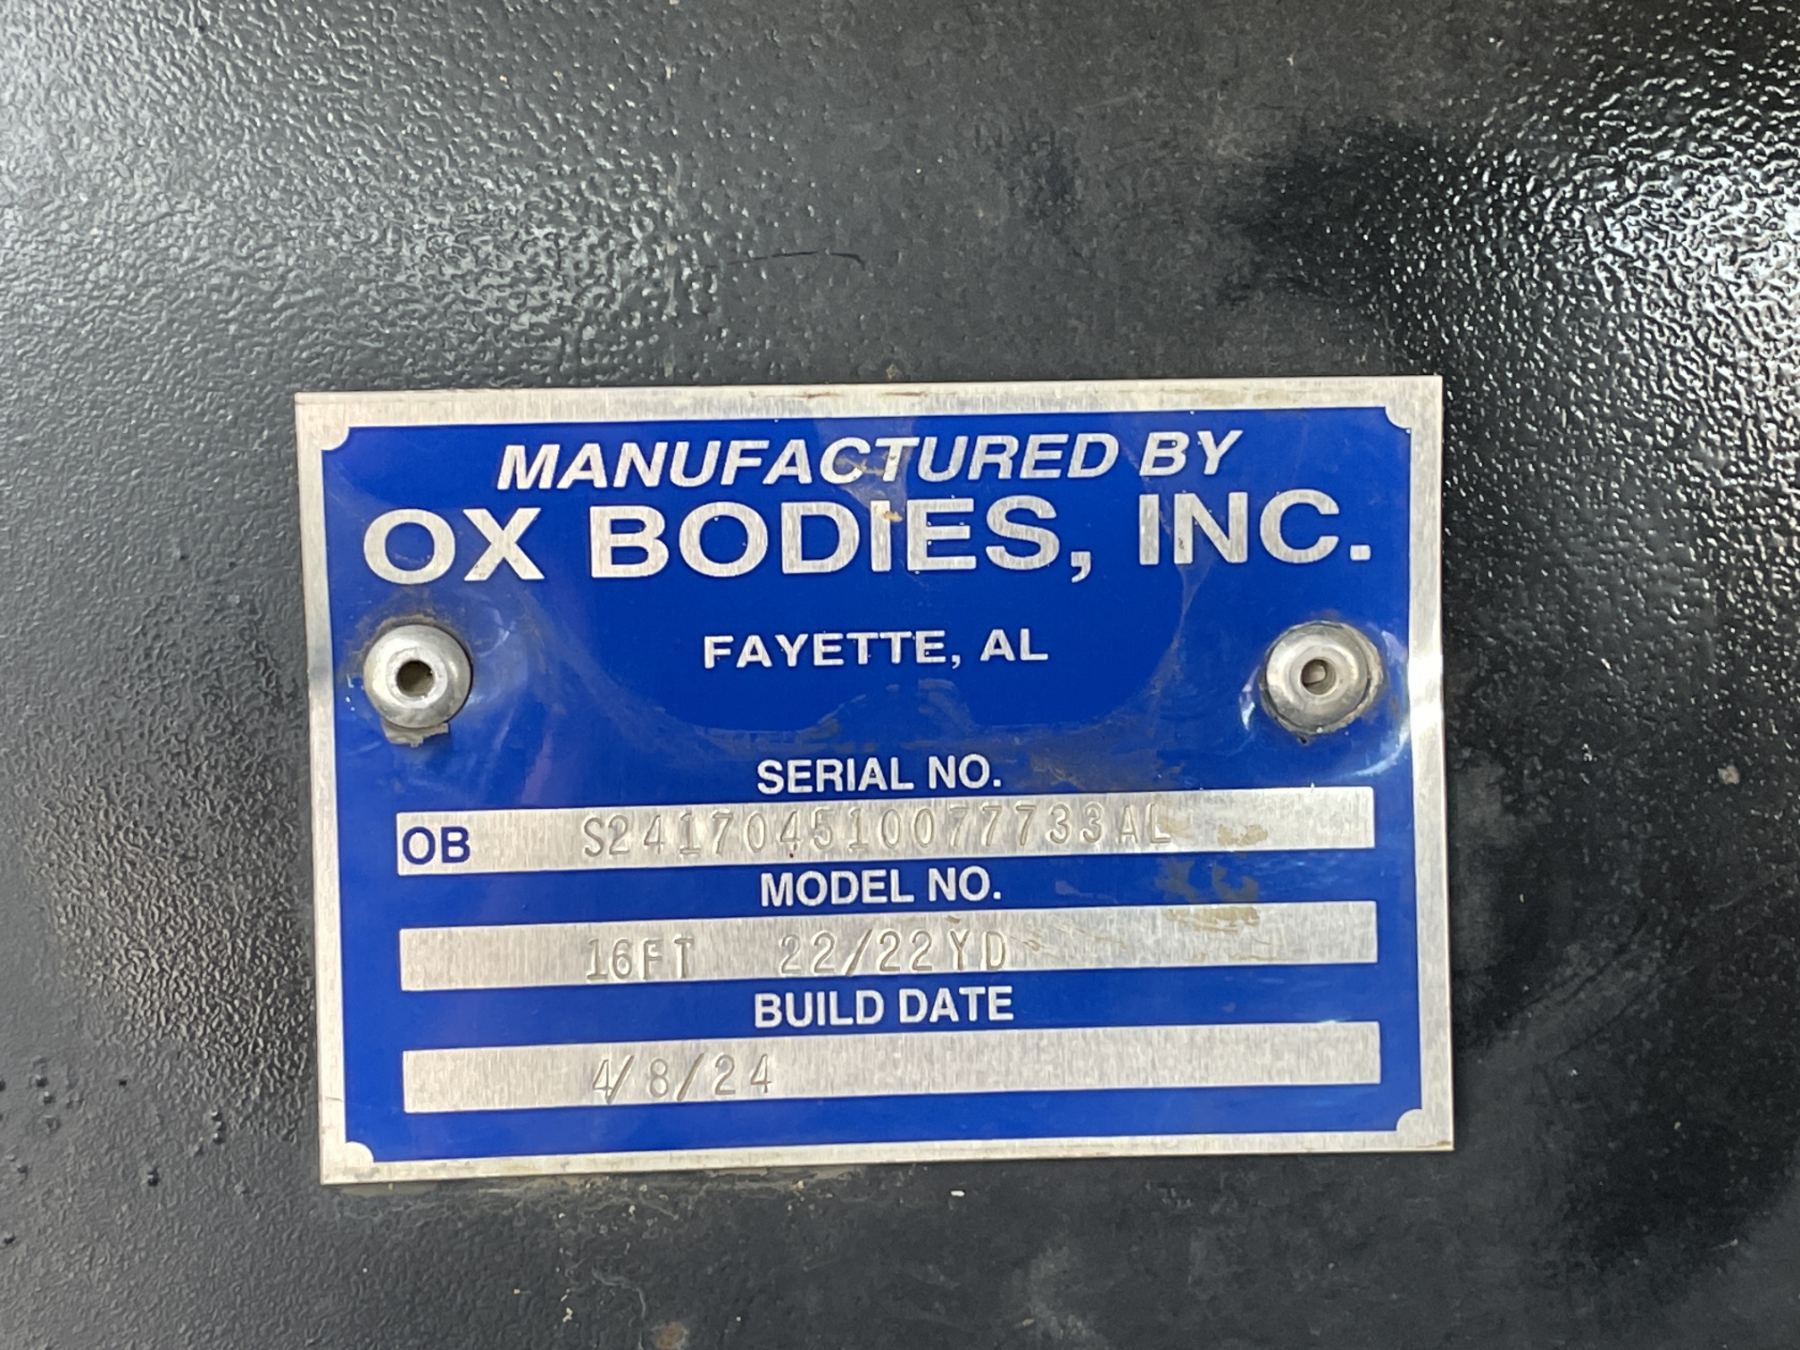 MANUFACTURED BY
OX BODIES, INC.
FAYETTE, AL
SERIAL NO.
OB S241704510077733AL
MODEL NO.
16FT 22/22YD
BUILD DATE
4/8/24